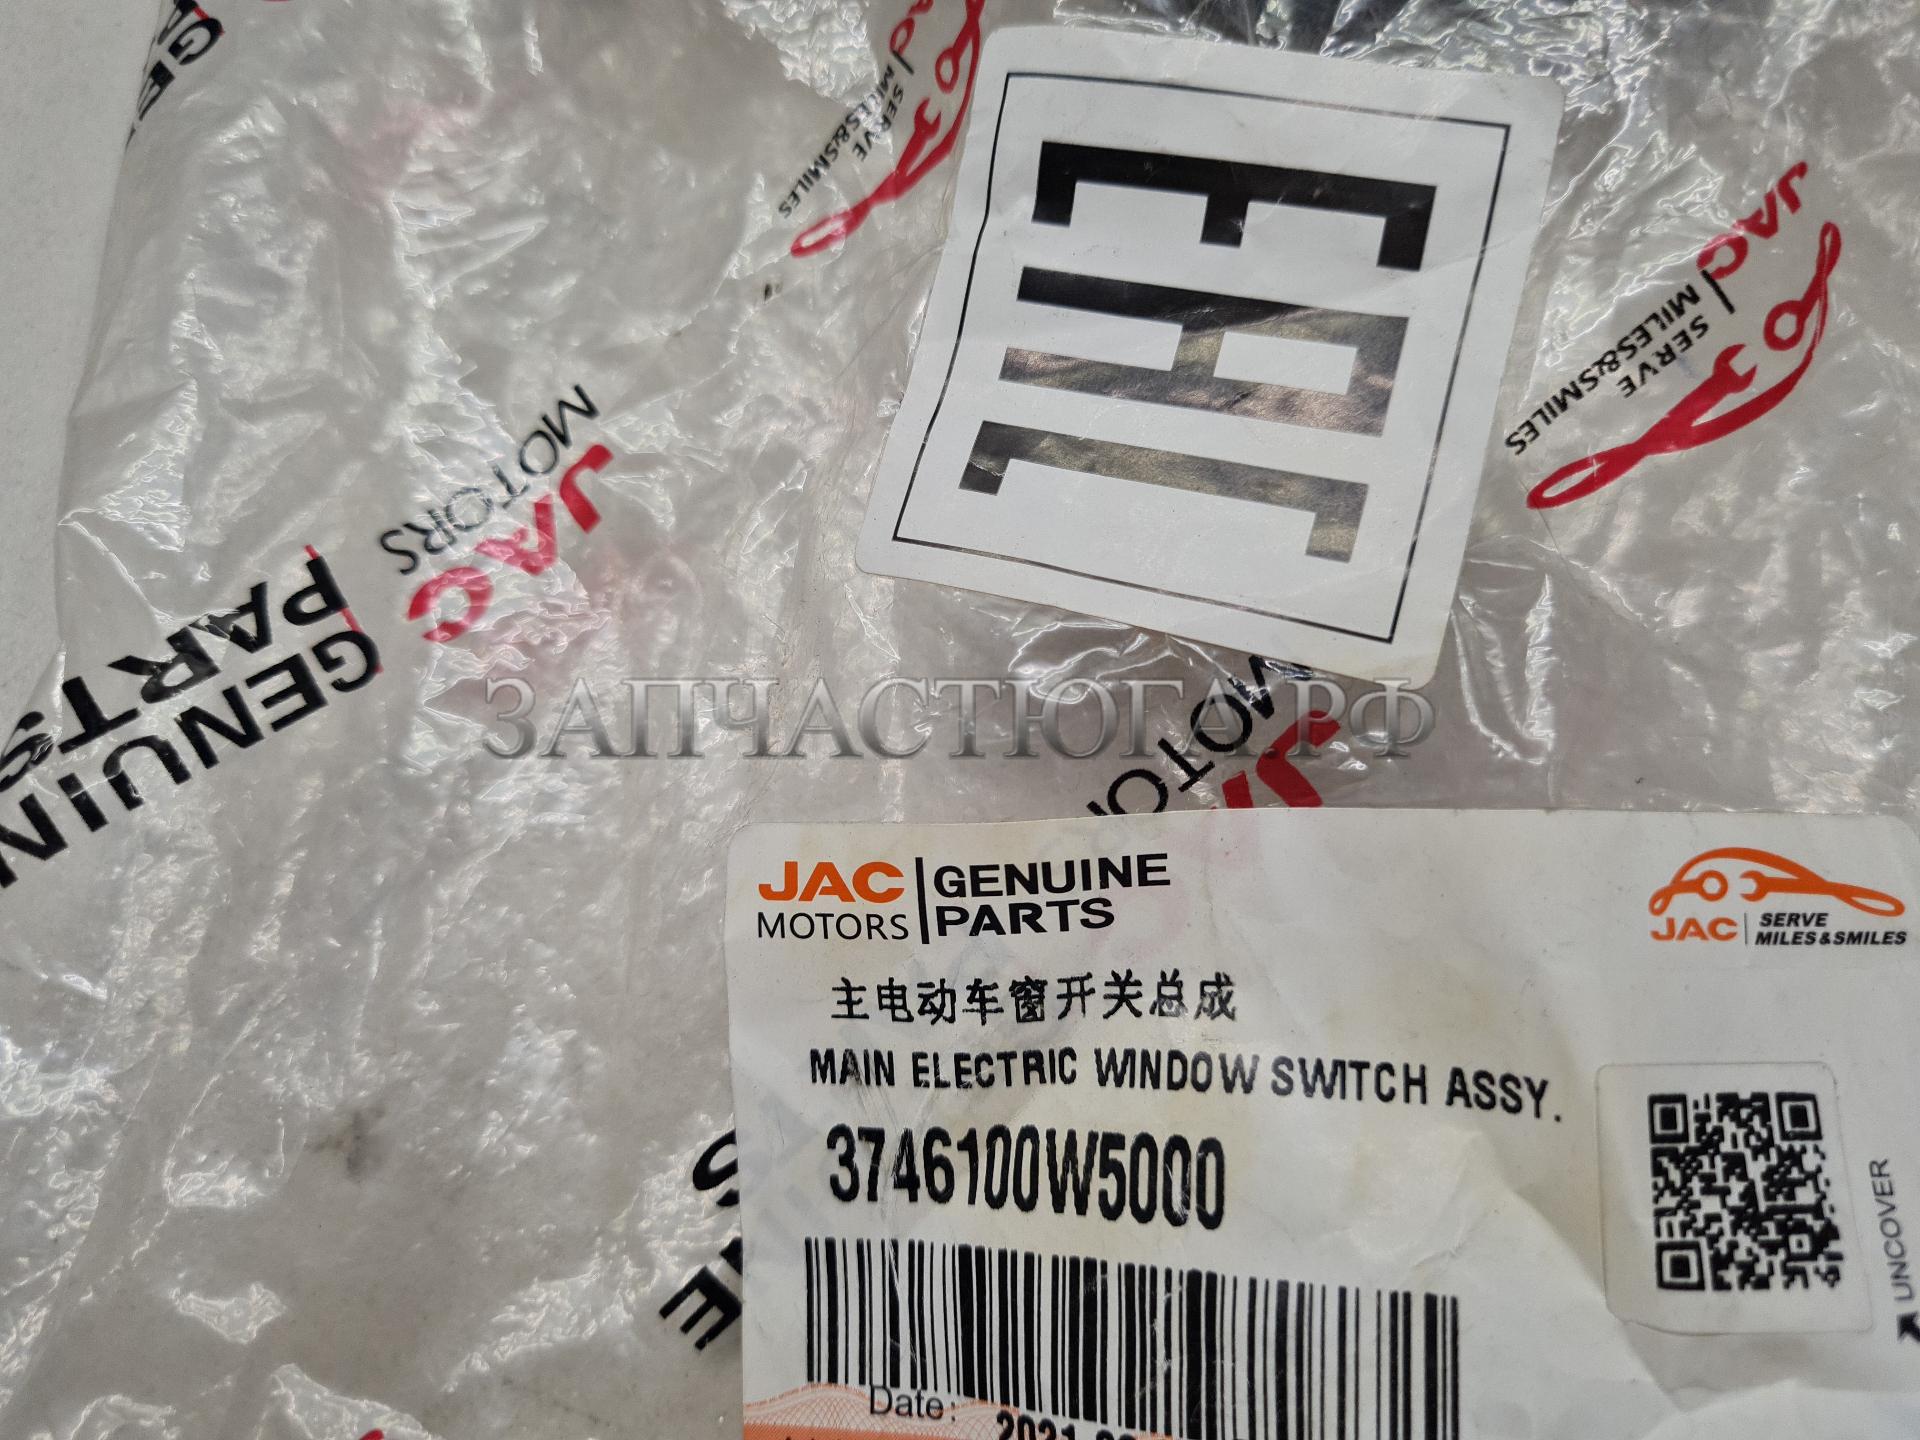 EAC
JAC
SERVE
MILES&SMILES
JAC
SERVE
MILES&SMILES
JAC
MOTORS
GENUINE
PARTS
ЗАПЧАСТЮГА.РФ
JAC MOTORS
GENUINE
PARTS
JAC
SERVE
MILES&SMILES
主电动车窗开关总成
MAIN ELECTRIC WINDOW SWITCH ASSY.
3746100W5000
UNCOVER
Date: